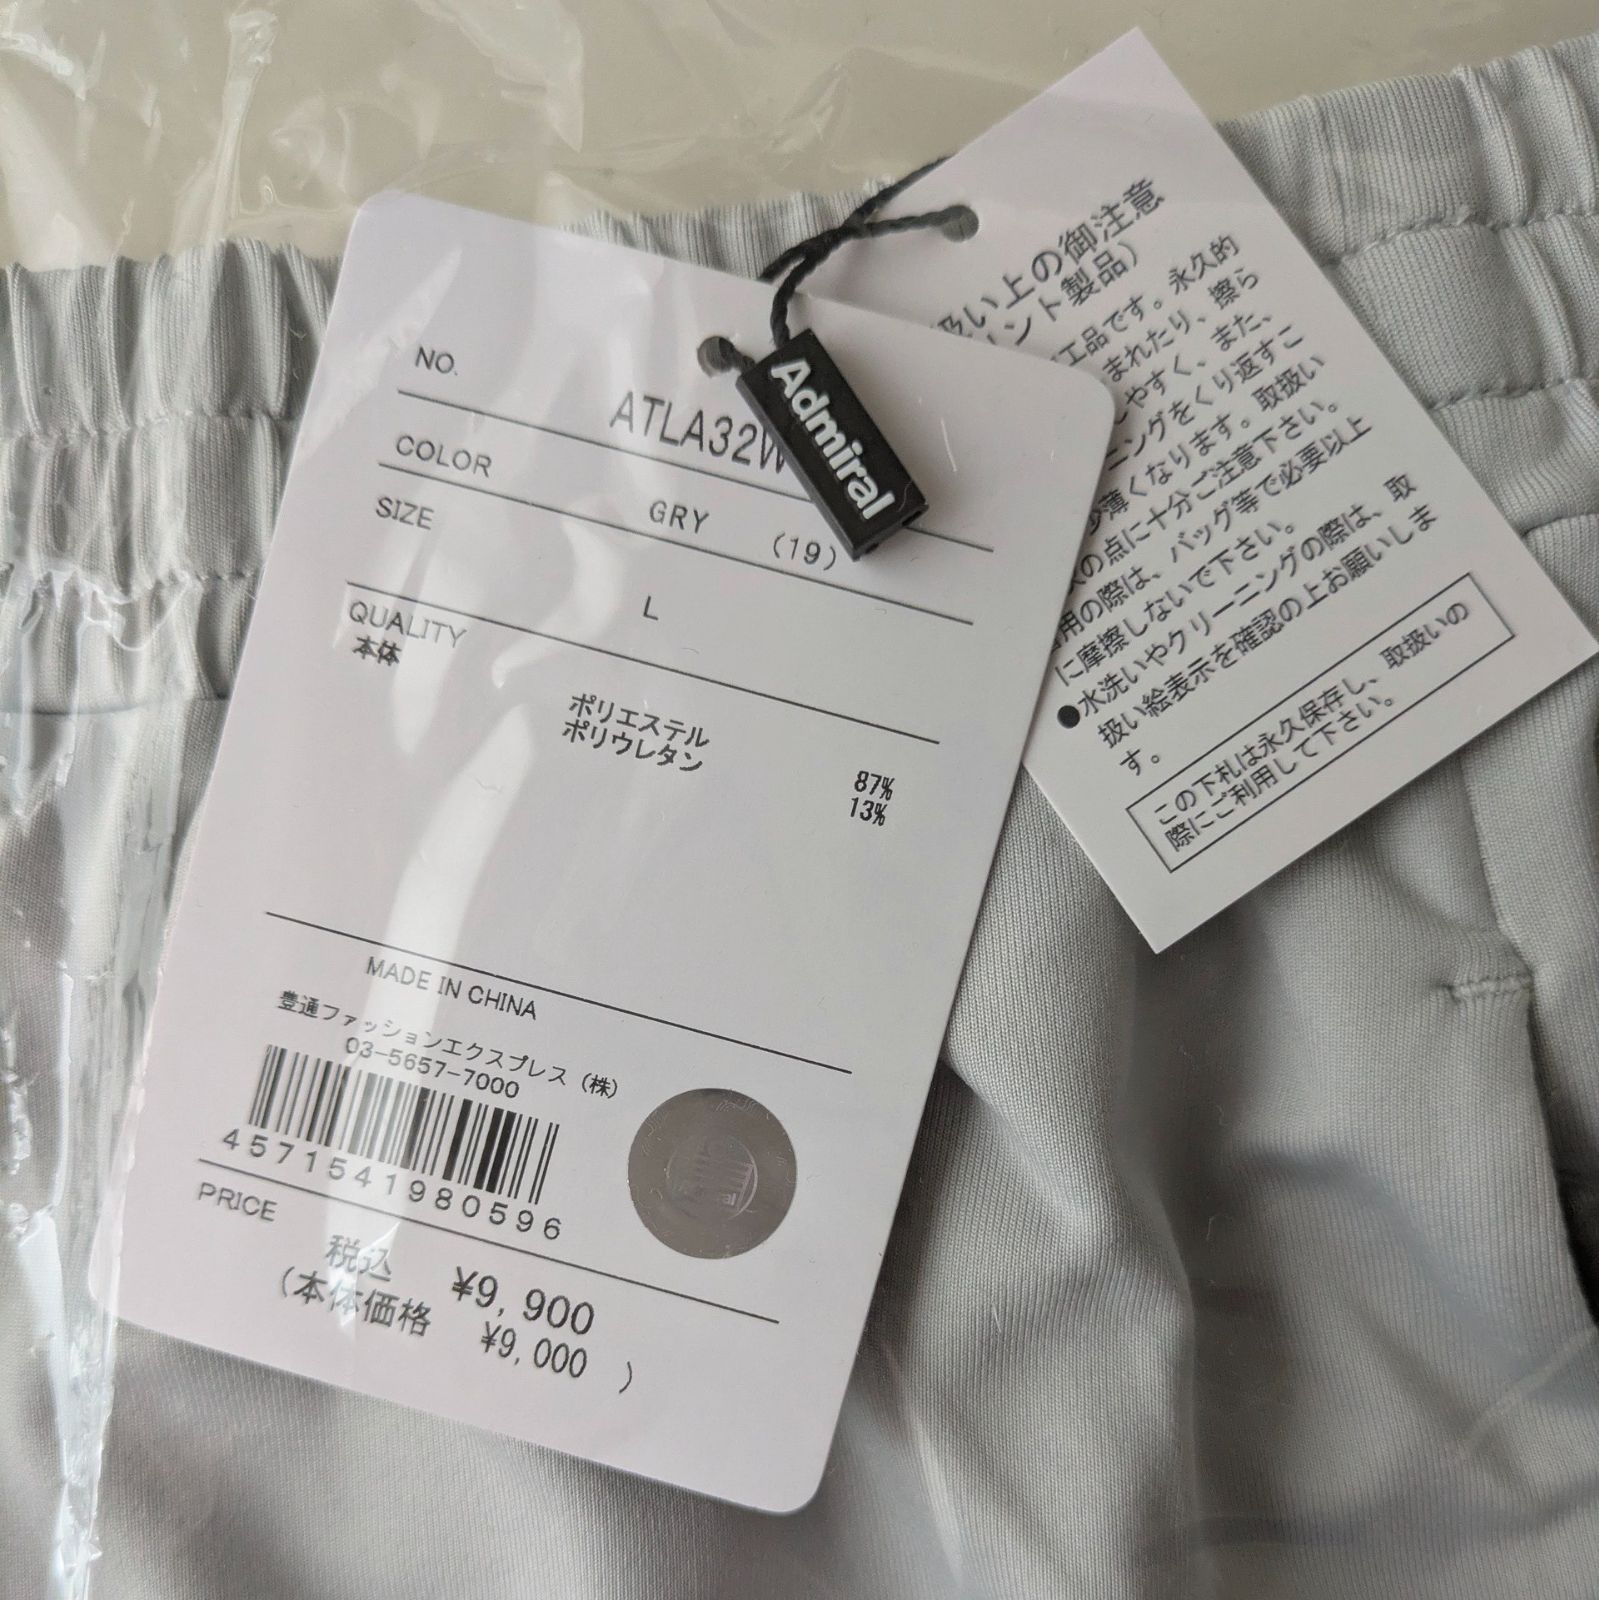 NO.
ATLA32W
COLOR
GRY (19)
SIZE
L
QUALITY
本体
ポリエステル 87%
ポリウレタン 13%
MADE IN CHINA
豊通ファッションエクスプレス(株)
03-5657-7000
4571541980596
PRICE
税込 ¥9,900
(本体価格 ¥9,000 )
Admiral
扱い上の御注意
ント製品)
工品です。永久的
まれたり、擦ら
やすく、また、
ニングをくり返すこ
薄くなります。取扱い
の点に十分ご注意下さい。
用の際は、バッグ等で必要以上
に摩擦しないで下さい。
●水洗いやクリーニングの際は、取
扱い絵表示を確認の上お願いしま
す。
この下札は永久保存し、取扱いの
際にご利用して下さい。